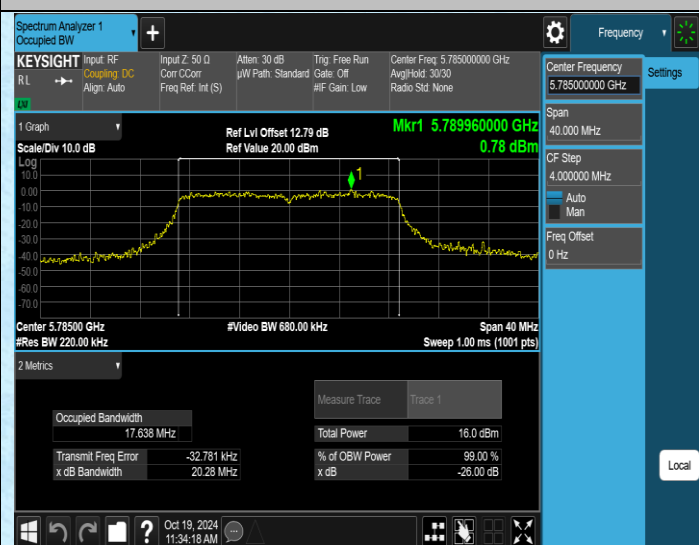 Spectrum Analyzer 1
Occupied BW
+
Frequency
KEYSIGHT
RL
LXI
Input: RF
Coupling: DC
Align: Auto
Input Z: 50 Ω
Corr CCorr
Freq Ref: Int (S)
Atten: 30 dB
µW Path: Standard
Trig: Free Run
Gate: Off
#IF Gain: Low
Center Freq: 5.785000000 GHz
Avg|Hold: 30/30
Radio Std: None
Center Frequency
5.785000000 GHz
Settings
Span
40.000 MHz
CF Step
4.000000 MHz
Auto
Man
Freq Offset
0 Hz
1 Graph
Scale/Div 10.0 dB
Ref Lvl Offset 12.79 dB
Ref Value 20.00 dBm
Mkr1 5.789960000 GHz
0.78 dBm
Log
10.0
0.00
-10.0
-20.0
-30.0
-40.0
-50.0
-60.0
-70.0
1
Center 5.78500 GHz
#Video BW 680.00 kHz
Span 40 MHz
#Res BW 220.00 kHz
Sweep 1.00 ms (1001 pts)
2 Metrics
Measure Trace
Trace 1
Occupied Bandwidth
17.638 MHz
Total Power
16.0 dBm
Transmit Freq Error
-32.781 kHz
% of OBW Power
99.00 %
x dB Bandwidth
20.28 MHz
x dB
-26.00 dB
Local
?
Oct 19, 2024
11:34:18 AM